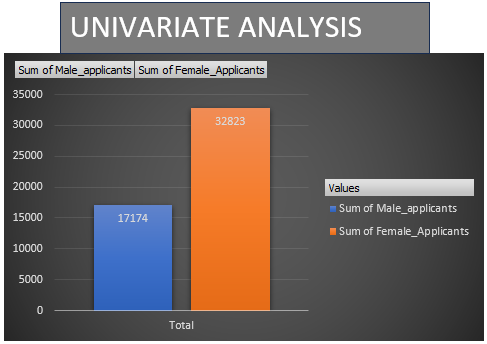 UNIVARIATE ANALYSIS
Sum of Male_applicants Sum of Female_Applicants
35000
30000
25000
20000
15000
10000
5000
0
17174
32823
Total
Values
Sum of Male_applicants
Sum of Female_Applicants